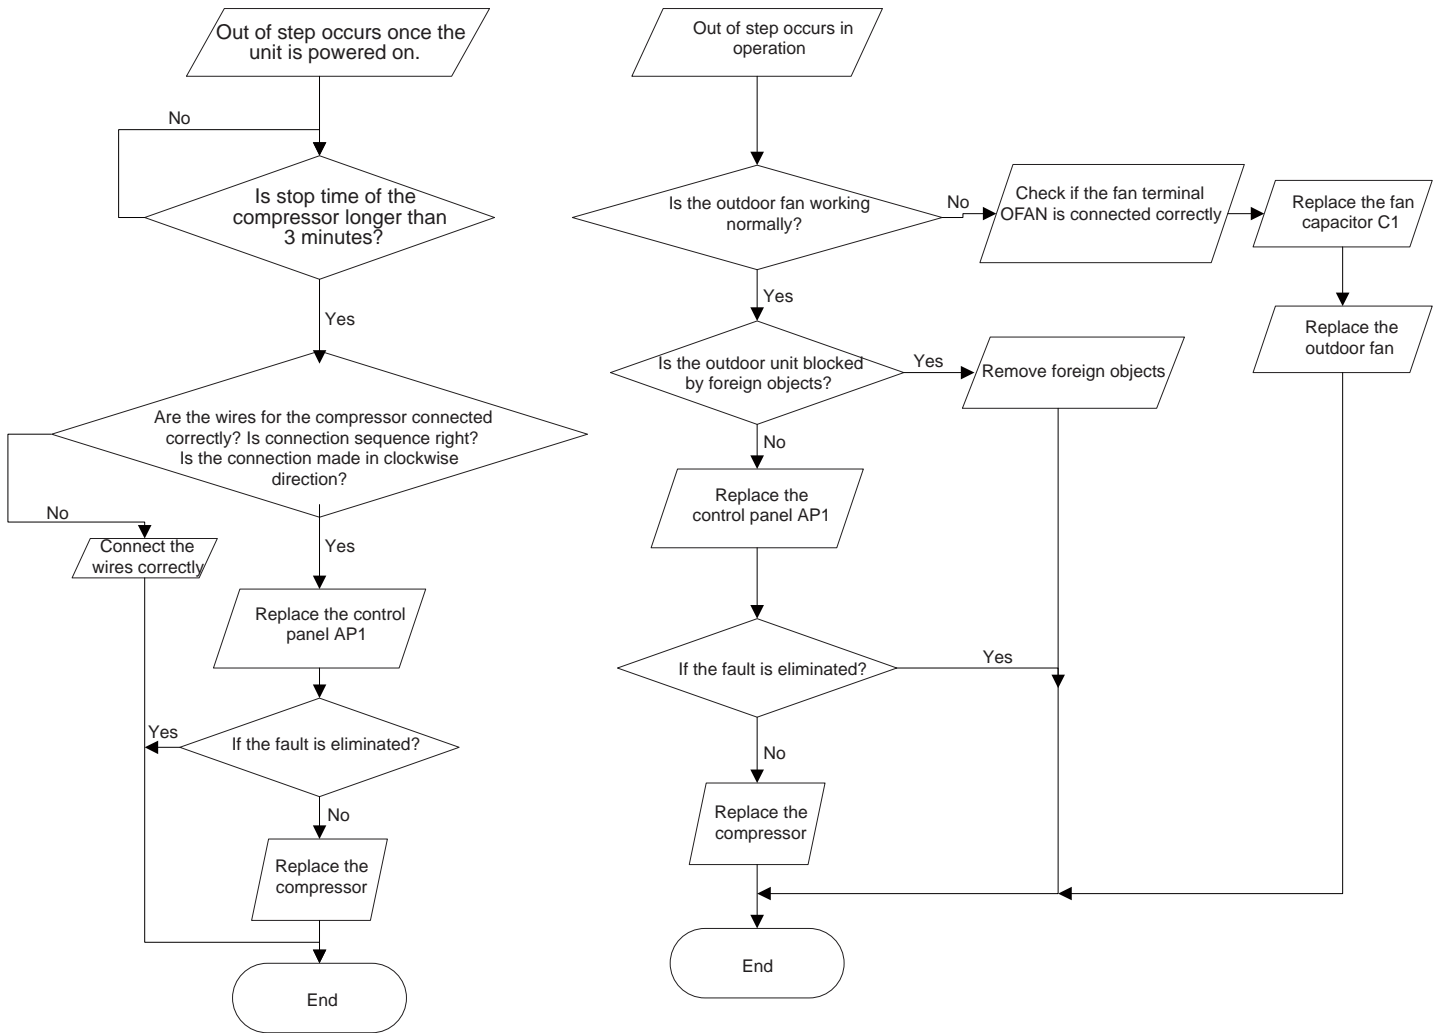 Out of step occurs once the
unit is powered on.
No
Is stop time of the
compressor longer than
3 minutes?
Yes
Are the wires for the compressor connected
correctly? Is connection sequence right?
Is the connection made in clockwise
direction?
No
Connect the
wires correctly
Yes
Replace the control
panel AP1
Yes
If the fault is eliminated?
No
Replace the
compressor
End
Out of step occurs in
operation
Is the outdoor fan working
normally?
No
Check if the fan terminal
OFAN is connected correctly
Replace the fan
capacitor C1
Replace the
outdoor fan
Yes
Is the outdoor unit blocked
by foreign objects?
Yes
Remove foreign objects
No
Replace the
control panel AP1
If the fault is eliminated?
Yes
No
Replace the
compressor
End